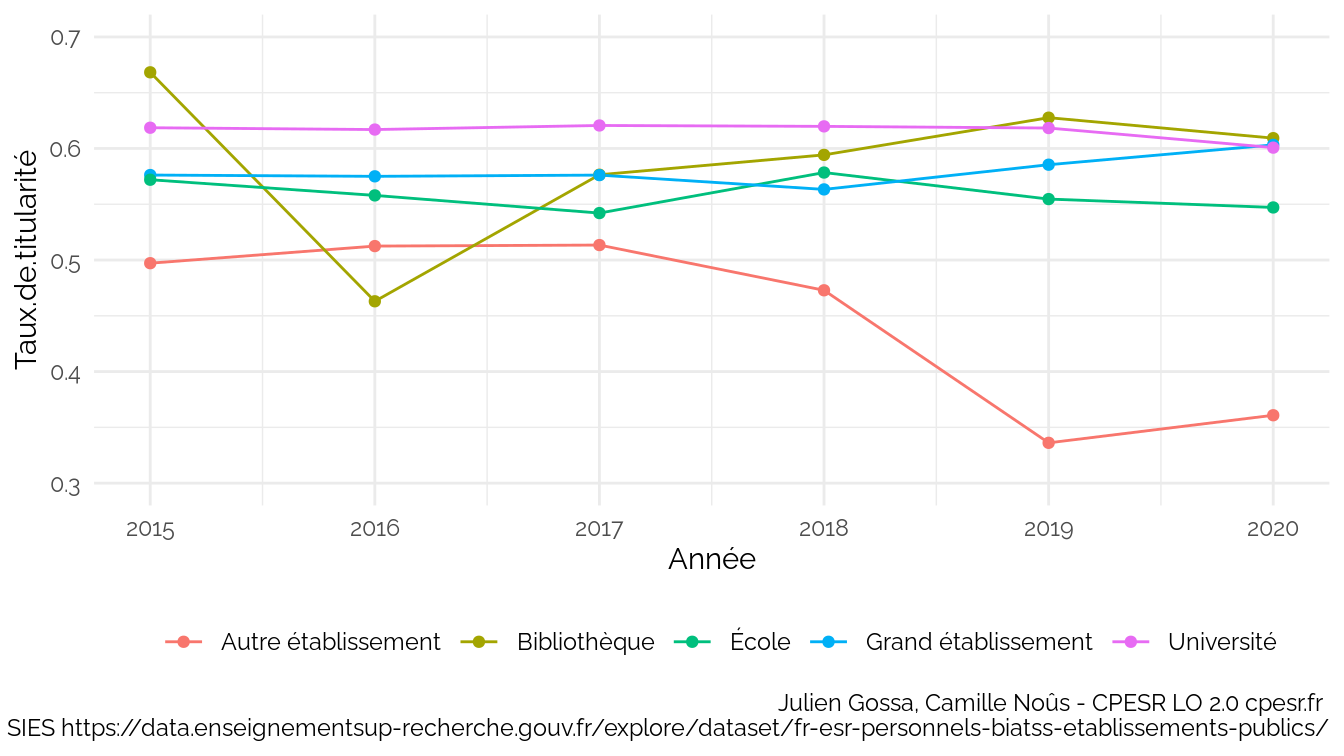 0.7
0.6
0.5
0.4
0.3
Taux.de.titularité
2015 2016 2017 2018 2019 2020
Année
Autre établissement Bibliothèque École Grand établissement Université
Julien Gossa, Camille Noûs - CPESR LO 2.0 cpesr.fr
SIES https://data.enseignementsup-recherche.gouv.fr/explore/dataset/fr-esr-personnels-biatss-etablissements-publics/